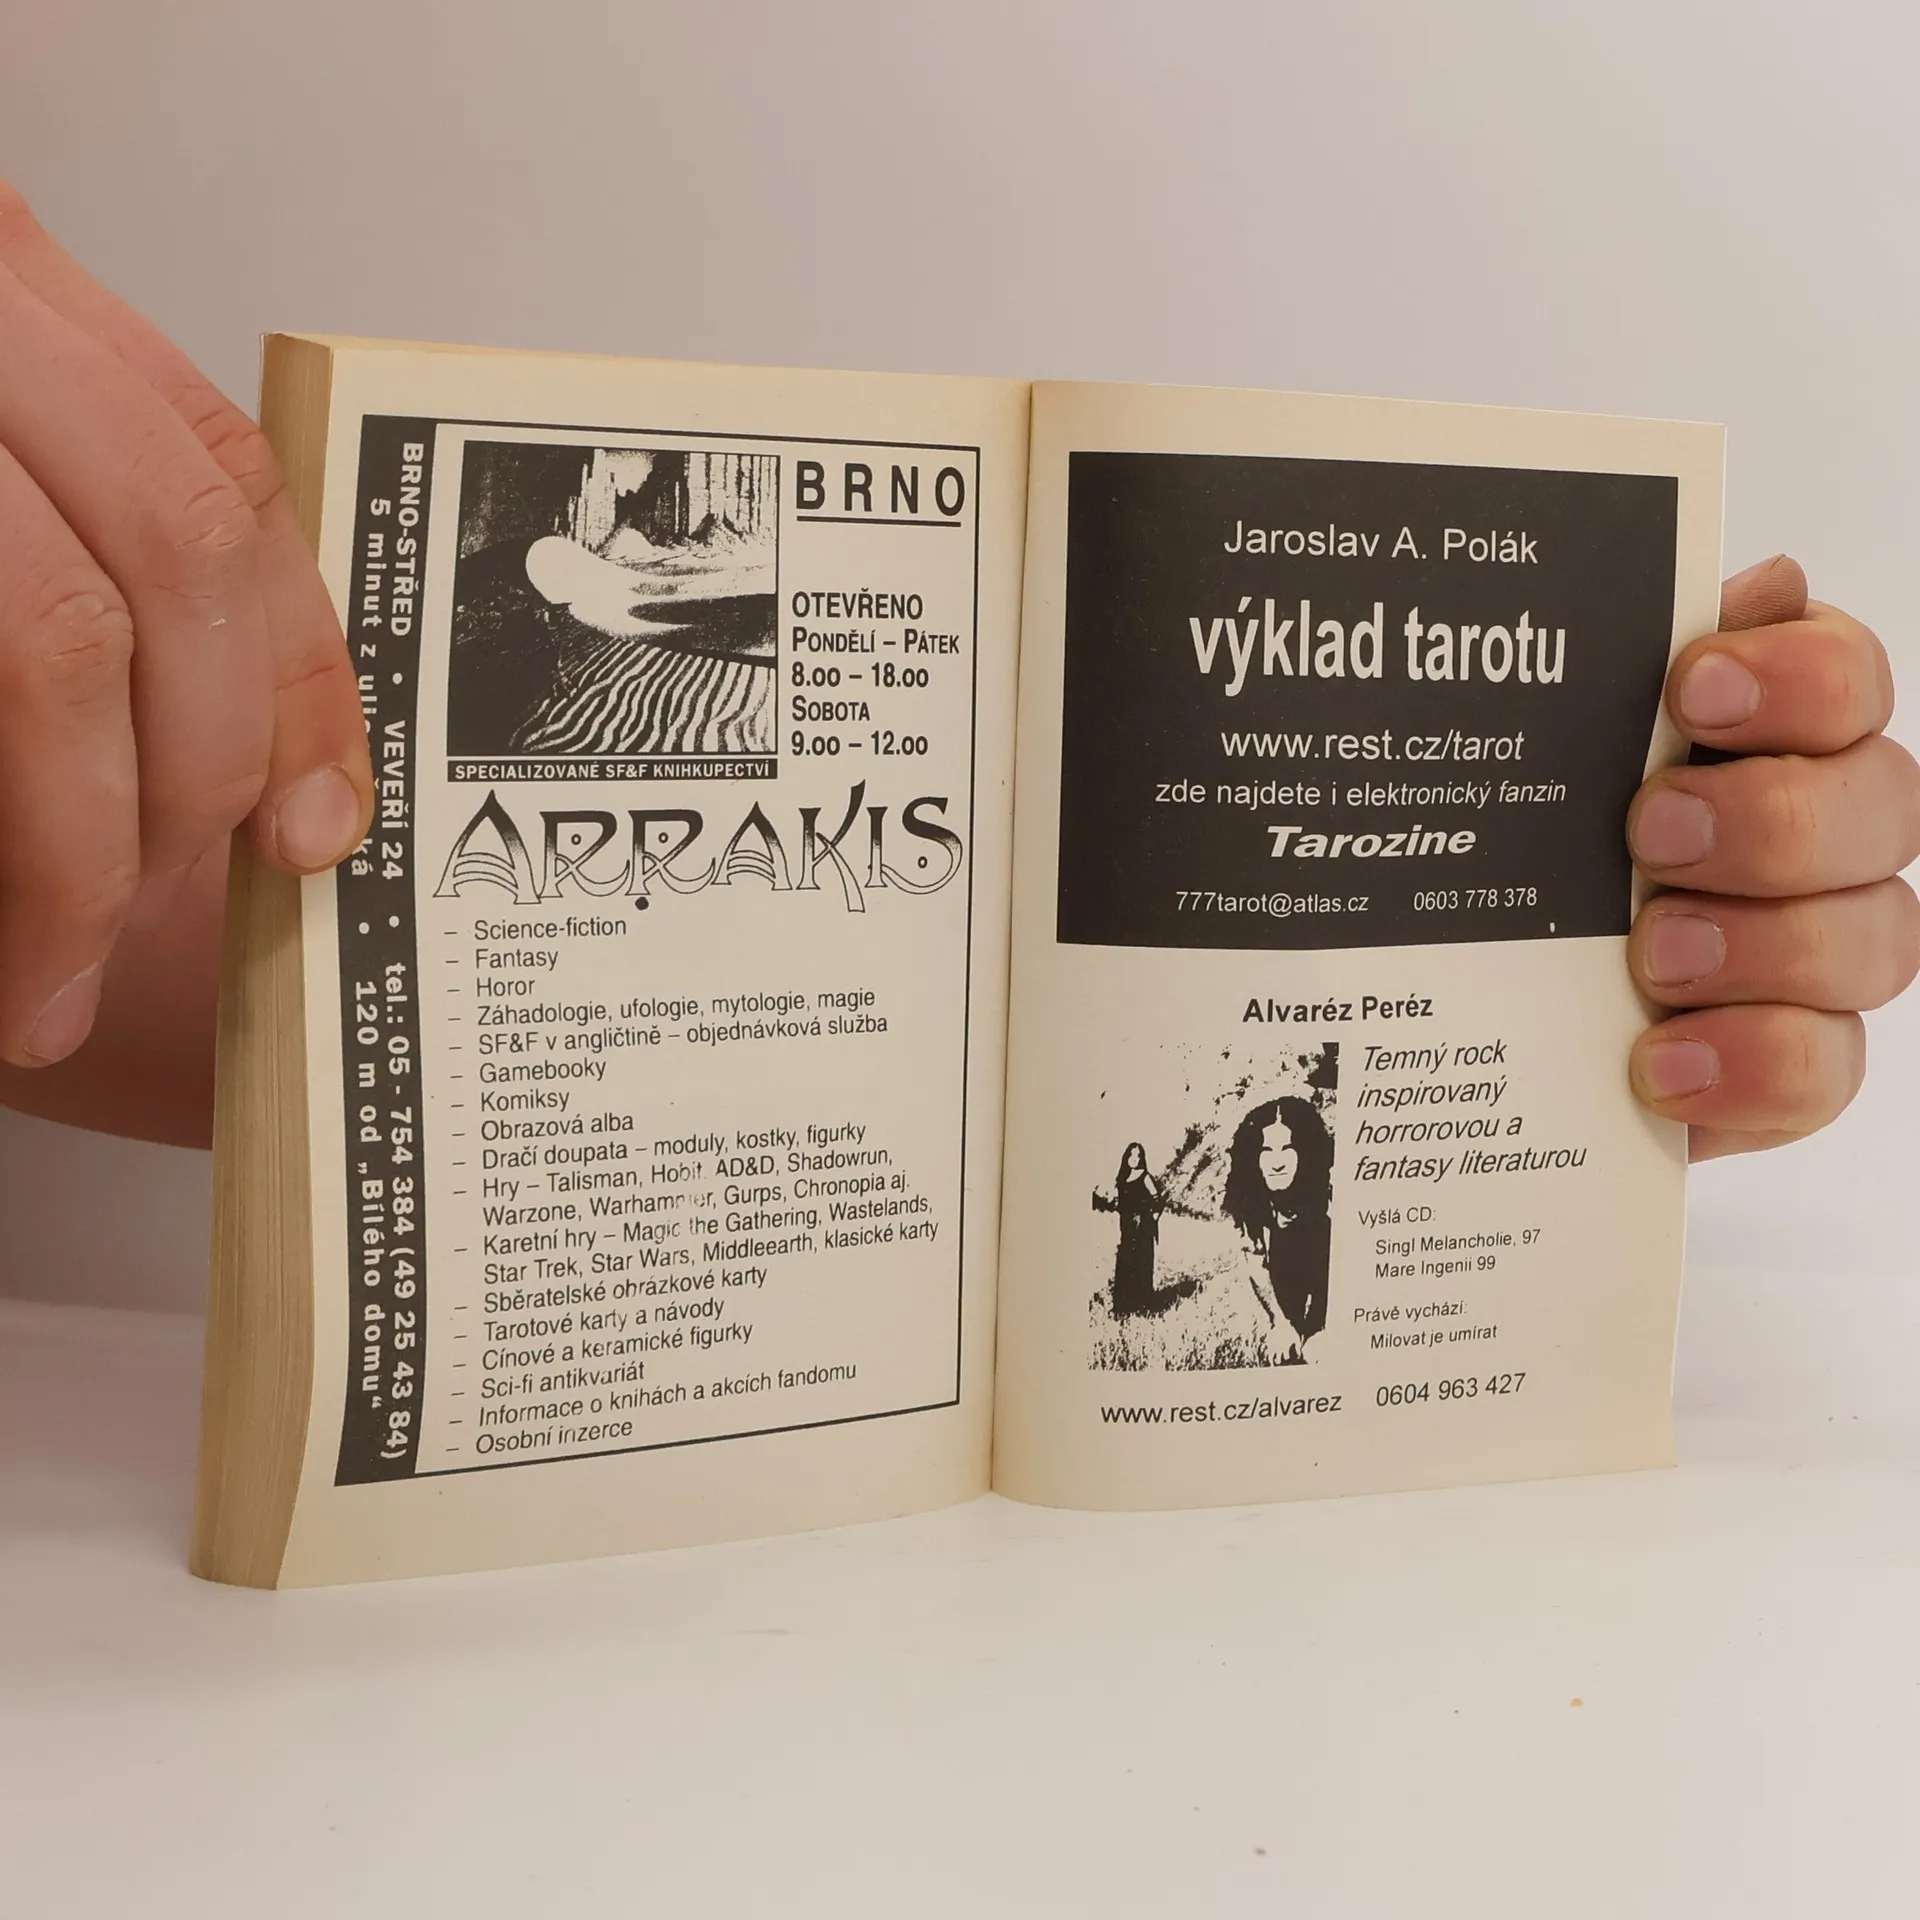 BRNO-STŘED • VEVEŘÍ 24 • tel.: 05 - 754 384 (49 25 43 84)
5 minut z • 120 m od „Bílého domu“
BRNO
OTEVŘENO
PONDĚLÍ – PÁTEK
8.00 – 18.00
SOBOTA
9.00 – 12.00
SPECIALIZOVANÉ SF&F KNIHKUPECTVÍ
ARRAKIS
– Science-fiction
– Fantasy
– Horor
– Záhadologie, ufologie, mytologie, magie
– SF&F v angličtině – objednávková služba
– Gamebooky
– Komiksy
– Obrazová alba
– Dračí doupata – moduly, kostky, figurky
– Hry – Talisman, Hobit. AD&D, Shadowrun,
Warzone, Warhammer, Gurps, Chronopia aj.
– Karetní hry – Magic the Gathering, Wastelands,
Star Trek, Star Wars, Middleearth, klasické karty
– Sběratelské obrázkové karty
– Tarotové karty a návody
– Cínové a keramické figurky
– Sci-fi antikvariát
– Informace o knihách a akcích fandomu
– Osobní inzerce
Jaroslav A. Polák
výklad tarotu
www.rest.cz/tarot
zde najdete i elektronický fanzin
Tarozine
777tarot@atlas.cz 0603 778 378
Alvaréz Peréz
Temný rock
inspirovaný
horrorovou a
fantasy literaturou
Vyšlá CD:
Singl Melancholie, 97
Mare Ingenii 99
Právě vychází:
Milovat je umírat
www.rest.cz/alvarez 0604 963 427